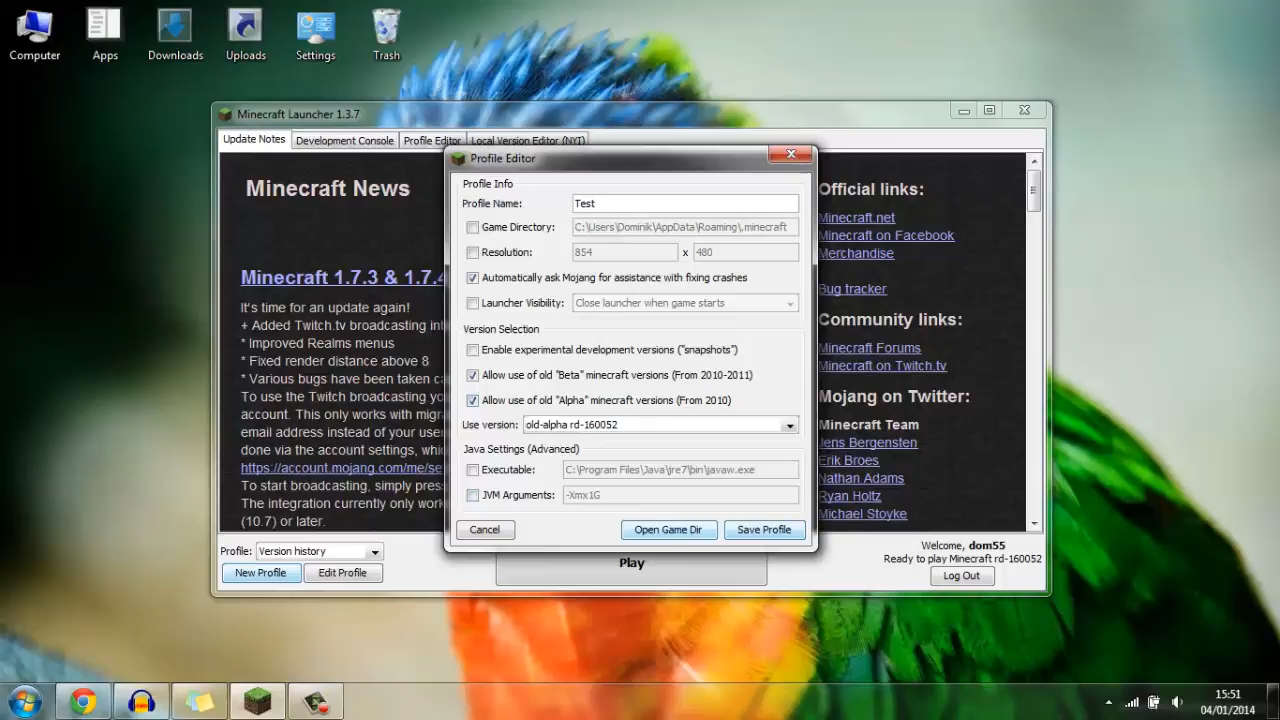 Computer
Apps
Downloads
Uploads
Settings
Trash
Minecraft Launcher 1.3.7
Update Notes
Development Console
Profile Editor
Local Version Editor (NYI)
Minecraft News
Minecraft 1.7.3 & 1.7.4
It's time for an update again!
+ Added Twitch.tv broadcasting
* Improved Realms menus
* Fixed render distance above 8
* Various bugs have been taken
To use the Twitch broadcasting
account. This only works with
email address instead of your
done via the account settings,
https://account.mojang.com/me/se
To start broadcasting, simply
The integration currently only
(10.7) or later.
Profile Editor
Profile Info
Profile Name: Test
Game Directory: C:\Users\Dominik\AppData\Roaming\.minecraft
Resolution: 854 x 480
Automatically ask Mojang for assistance with fixing crashes
Launcher Visibility: Close launcher when game starts
Version Selection
Enable experimental development versions ("snapshots")
Allow use of old "Beta" minecraft versions (From 2010-2011)
Allow use of old "Alpha" minecraft versions (From 2010)
Use version: old-alpha rd-160052
Java Settings (Advanced)
Executable: C:\Program Files\Java\jre7\bin\javaw.exe
JVM Arguments: -Xmx1G
Cancel
Open Game Dir
Save Profile
Official links:
Minecraft.net
Minecraft on Facebook
Merchandise
Bug tracker
Community links:
Minecraft Forums
Minecraft on Twitch.tv
Mojang on Twitter:
Minecraft Team
Jens Bergensten
Erik Broes
Nathan Adams
Ryan Holtz
Michael Stoyke
Profile: Version history
New Profile
Edit Profile
Play
Welcome, dom55
Ready to play Minecraft rd-160052
Log Out
15:51
04/01/2014